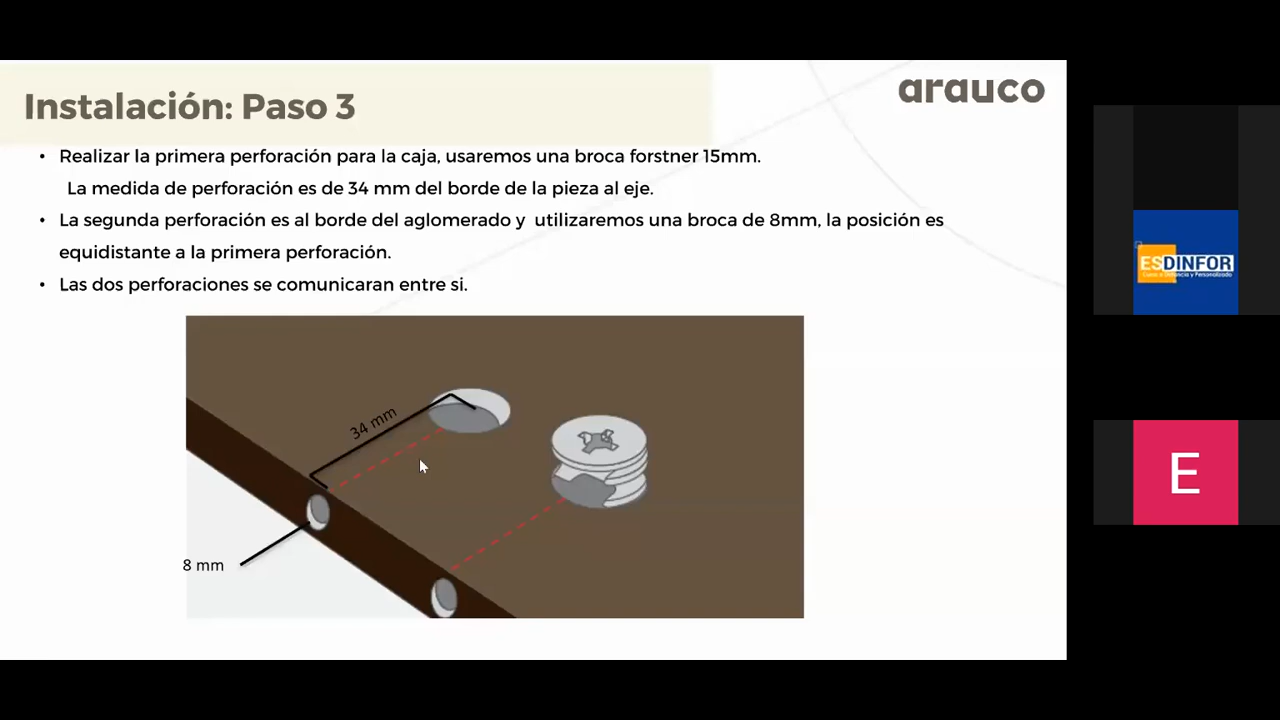 arauco
Instalación: Paso 3
• Realizar la primera perforación para la caja, usaremos una broca forstner 15mm.
La medida de perforación es de 34 mm del borde de la pieza al eje.
• La segunda perforación es al borde del aglomerado y utilizaremos una broca de 8mm, la posición es
equidistante a la primera perforación.
• Las dos perforaciones se comunicaran entre si.
34 mm
8 mm
ESDINFOR
Cursos a Distancia y Personalizado
E